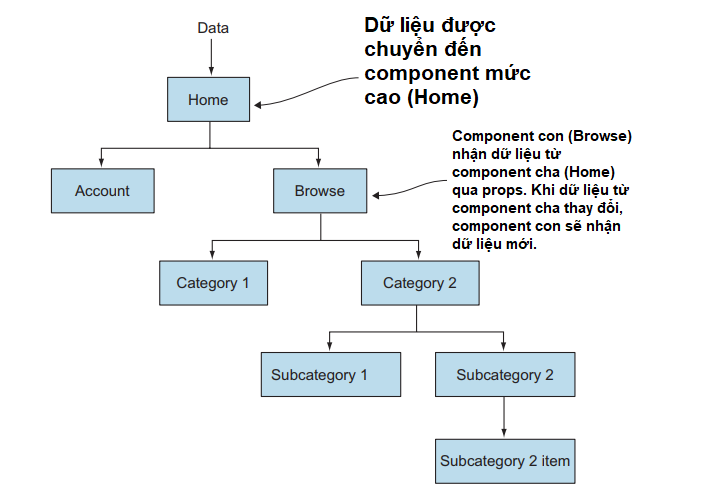 Data
Dữ liệu được
chuyển đến
component mức
cao (Home)
Home
Component con (Browse)
nhận dữ liệu từ
component cha (Home)
qua props. Khi dữ liệu từ
component cha thay đổi,
component con sẽ nhận
dữ liệu mới.
Account
Browse
Category 1
Category 2
Subcategory 1
Subcategory 2
Subcategory 2 item